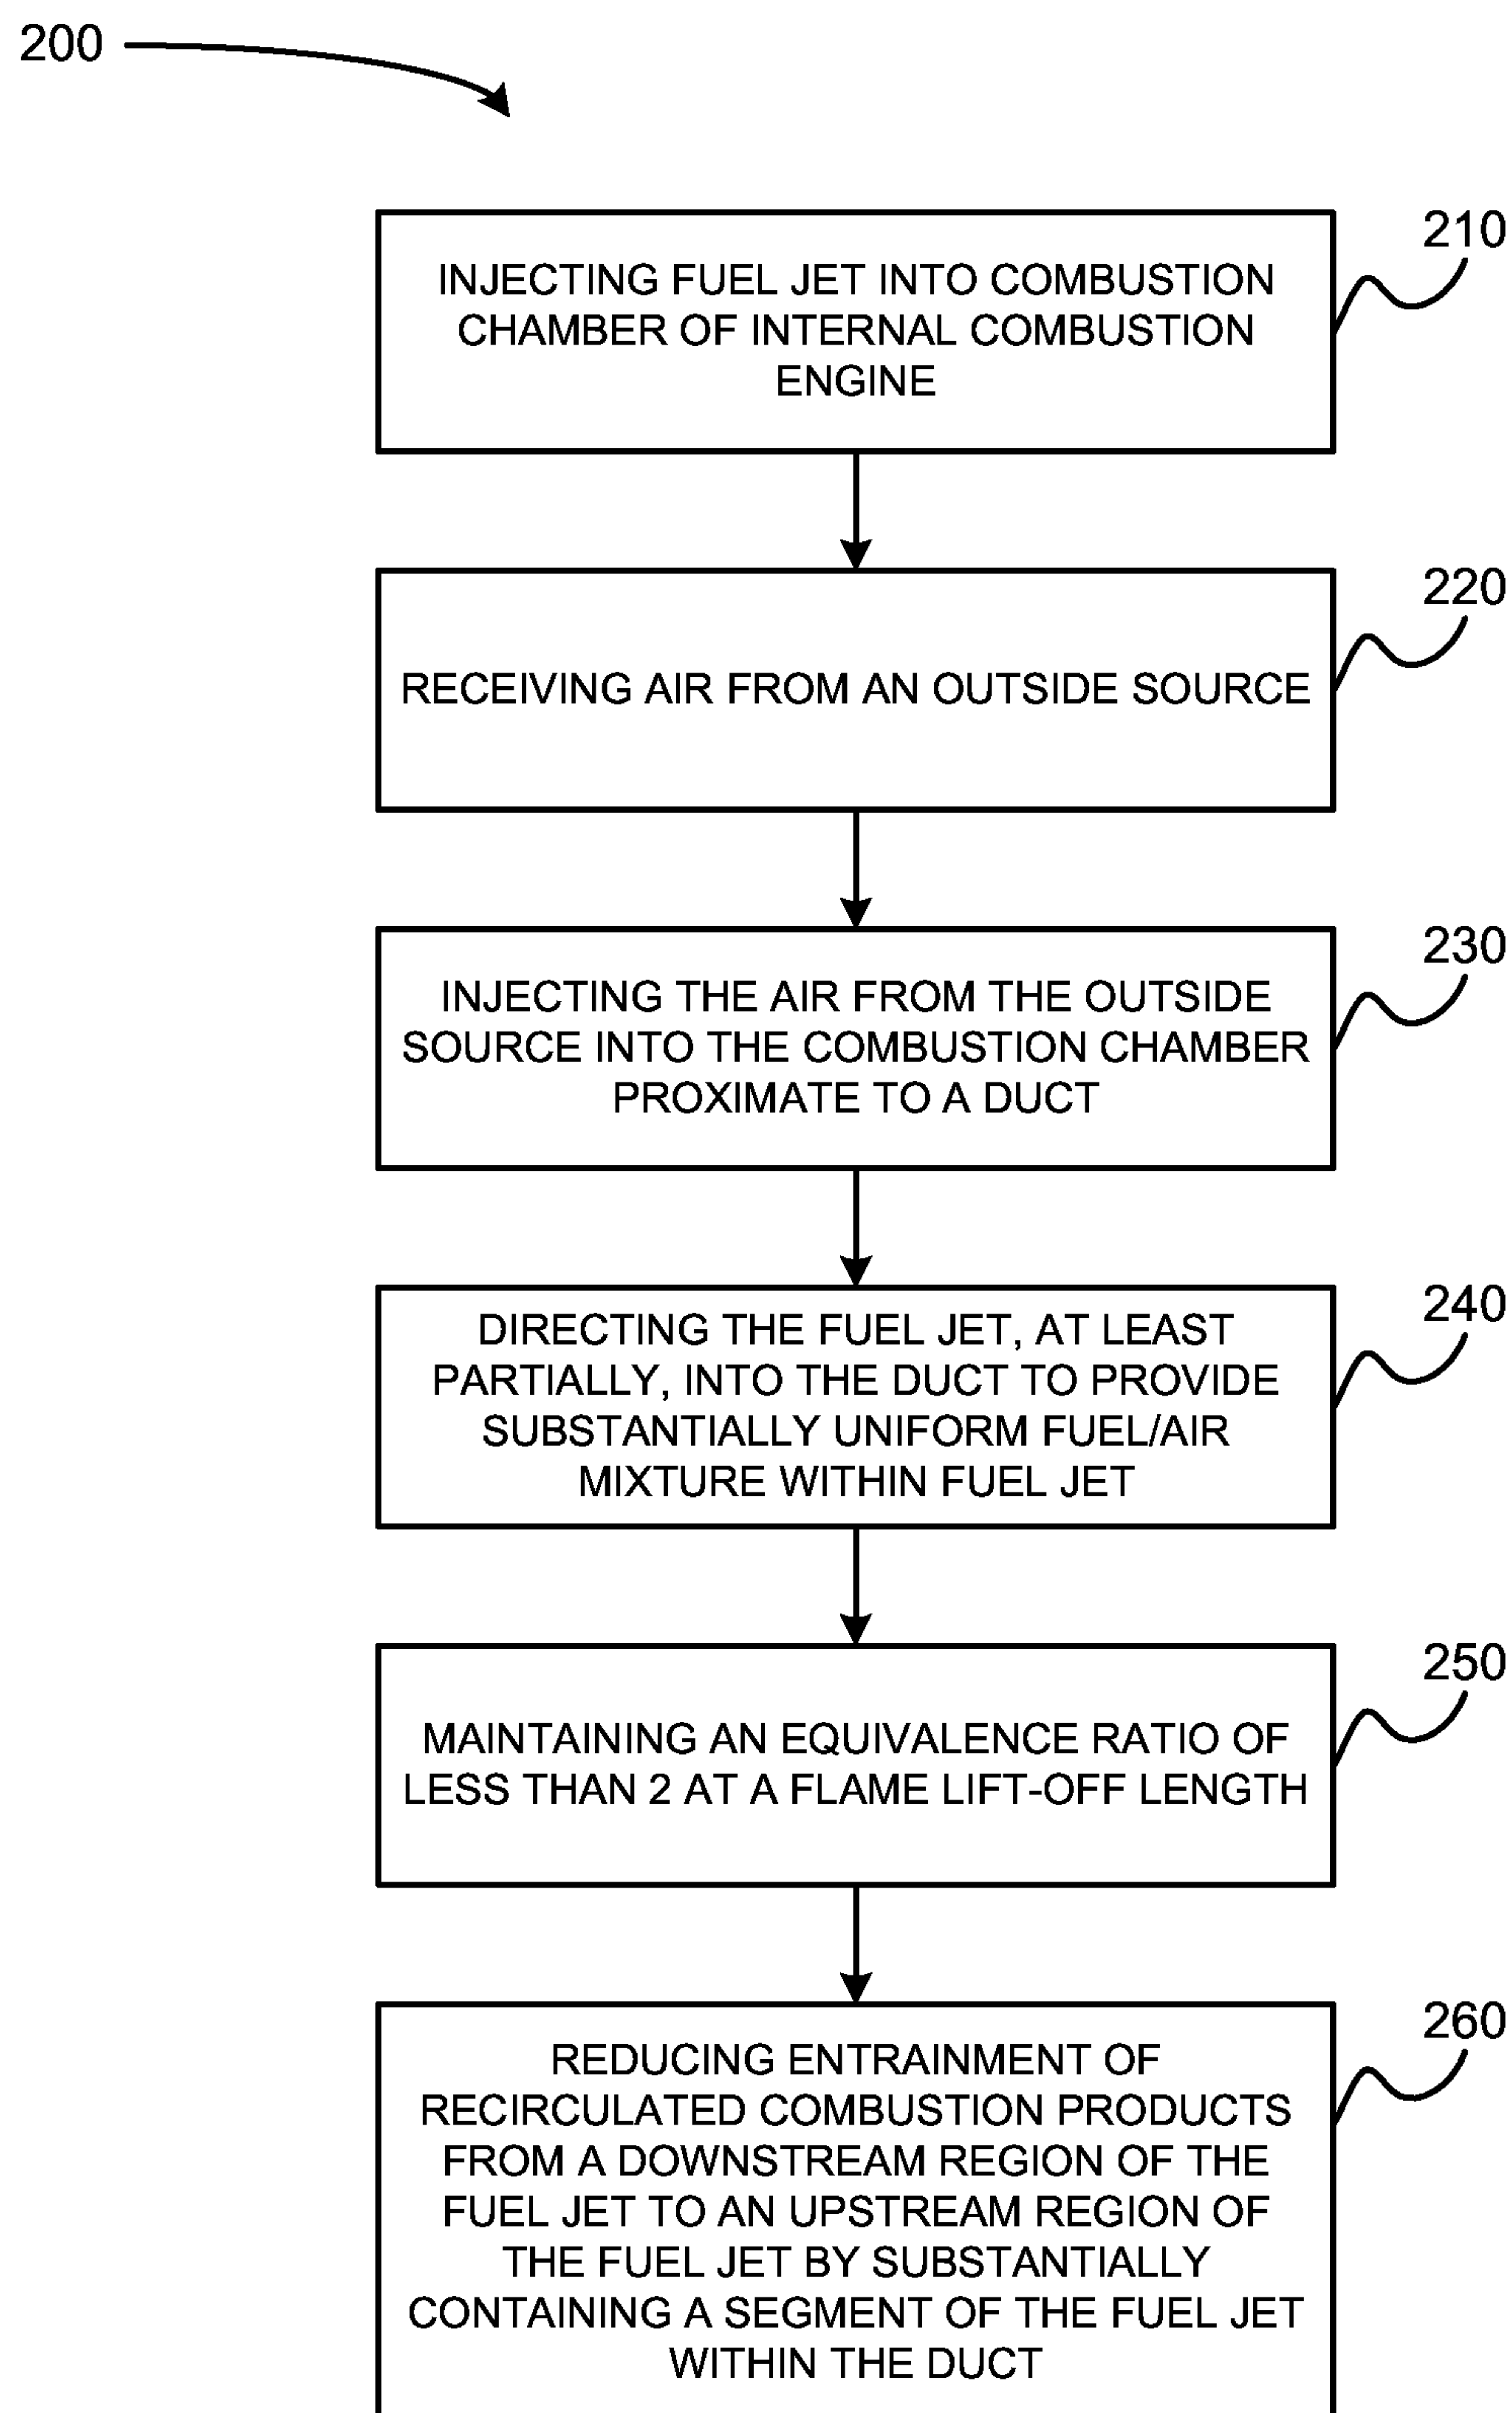 200
210
INJECTING FUEL JET INTO COMBUSTION
CHAMBER OF INTERNAL COMBUSTION
ENGINE
220
RECEIVING AIR FROM AN OUTSIDE SOURCE
230
INJECTING THE AIR FROM THE OUTSIDE
SOURCE INTO THE COMBUSTION CHAMBER
PROXIMATE TO A DUCT
240
DIRECTING THE FUEL JET, AT LEAST
PARTIALLY, INTO THE DUCT TO PROVIDE
SUBSTANTIALLY UNIFORM FUEL/AIR
MIXTURE WITHIN FUEL JET
250
MAINTAINING AN EQUIVALENCE RATIO OF
LESS THAN 2 AT A FLAME LIFT-OFF LENGTH
260
REDUCING ENTRAINMENT OF
RECIRCULATED COMBUSTION PRODUCTS
FROM A DOWNSTREAM REGION OF THE
FUEL JET TO AN UPSTREAM REGION OF
THE FUEL JET BY SUBSTANTIALLY
CONTAINING A SEGMENT OF THE FUEL JET
WITHIN THE DUCT